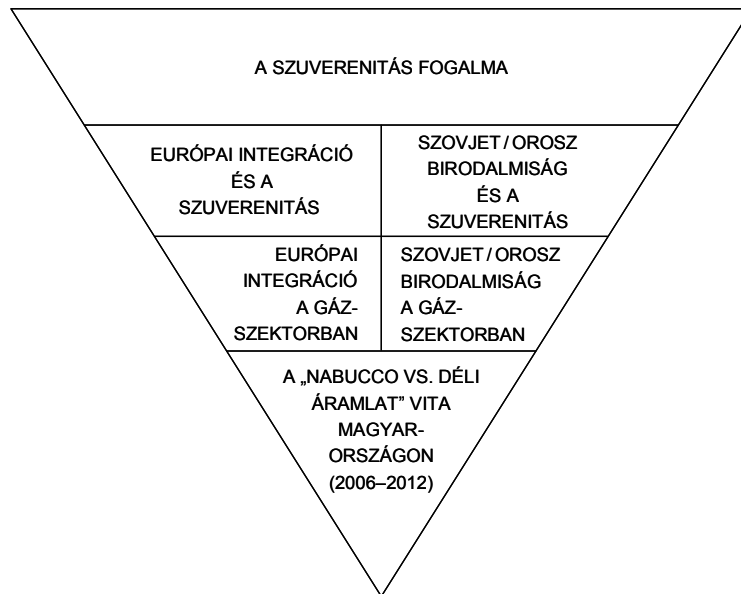 A SZUVERENITÁS FOGALMA
EURÓPAI INTEGRÁCIÓ
ÉS A
SZUVERENITÁS
SZOVJET / OROSZ
BIRODALMISÁG
ÉS A
SZUVERENITÁS
EURÓPAI
INTEGRÁCIÓ
A GÁZ-
SZEKTORBAN
SZOVJET / OROSZ
BIRODALMISÁG
A GÁZ-
SZEKTORBAN
A „NABUCCO VS. DÉLI
ÁRAMLAT” VITA
MAGYAR-
ORSZÁGON
(2006–2012)